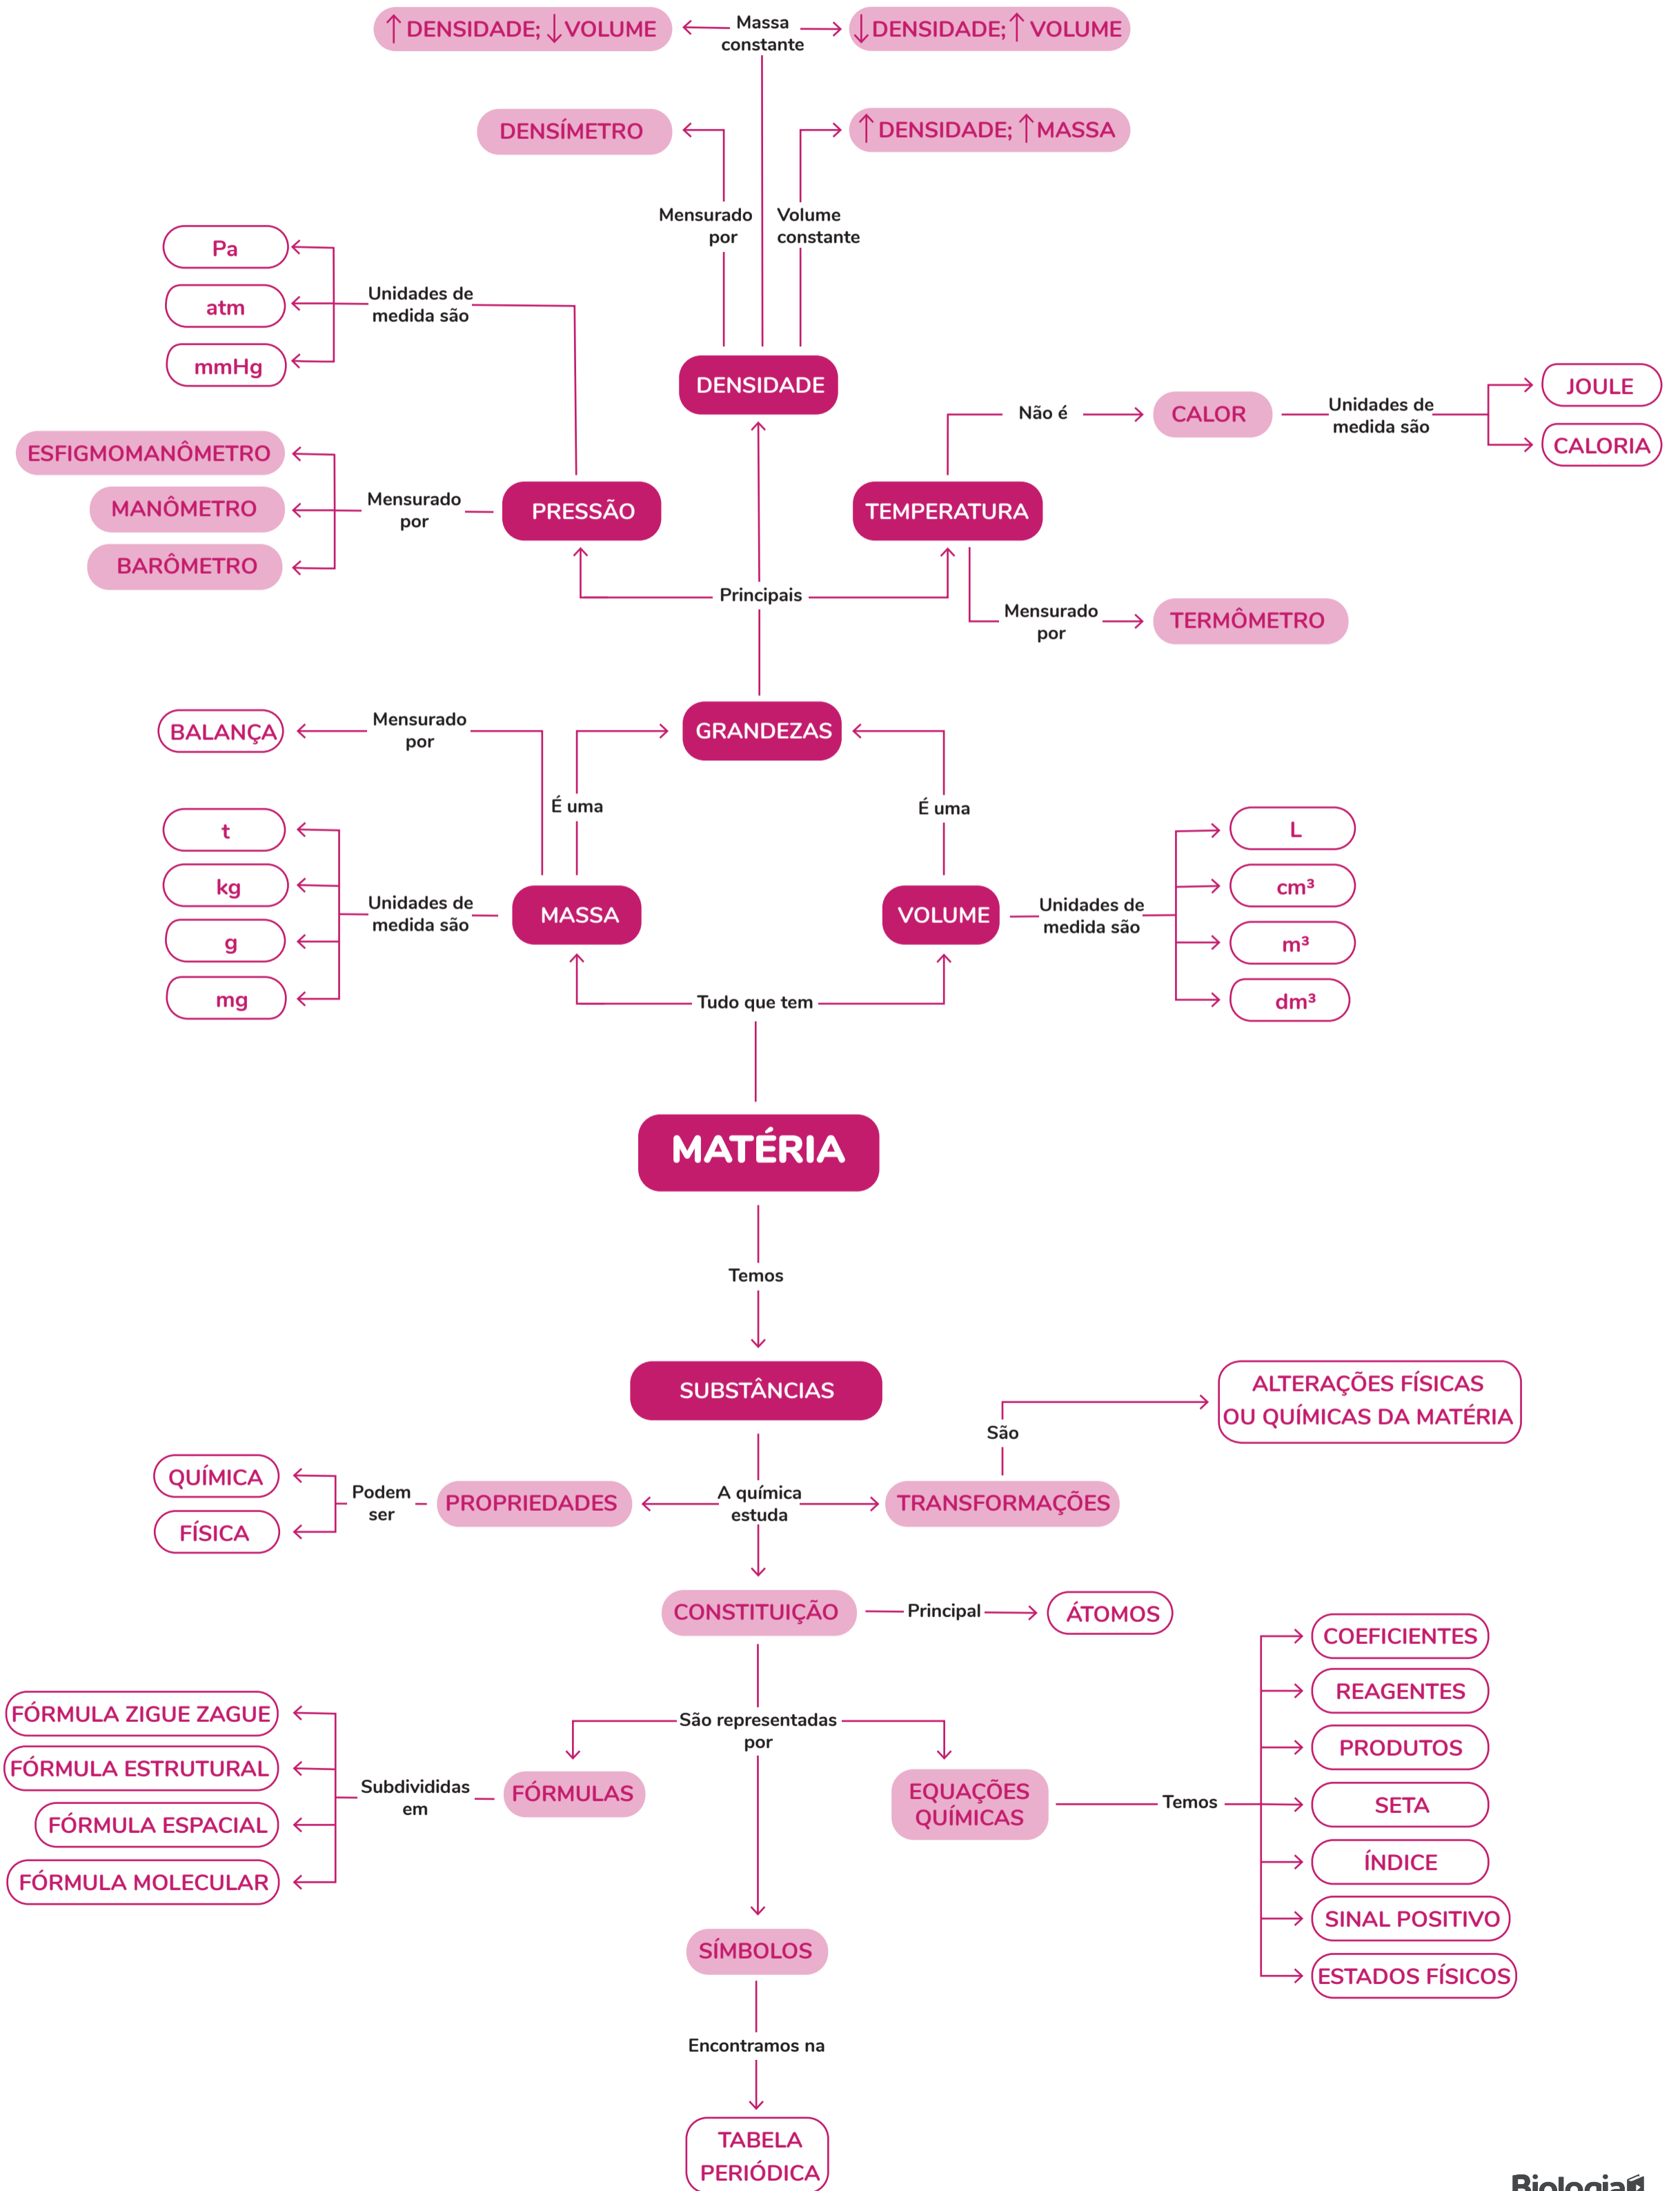 ↑ DENSIDADE; ↓ VOLUME
Massa
constante
↓ DENSIDADE; ↑ VOLUME
DENSÍMETRO
↑ DENSIDADE; ↑ MASSA
Mensurado
por
Volume
constante
Pa
atm
mmHg
Unidades de
medida são
DENSIDADE
Não é
CALOR
Unidades de
medida são
JOULE
CALORIA
ESFIGMOMANÔMETRO
MANÔMETRO
BARÔMETRO
Mensurado
por
PRESSÃO
TEMPERATURA
Principais
Mensurado
por
TERMÔMETRO
BALANÇA
Mensurado
por
GRANDEZAS
É uma
É uma
t
kg
g
mg
Unidades de
medida são
MASSA
VOLUME
Unidades de
medida são
L
cm³
m³
dm³
Tudo que tem
MATÉRIA
Temos
SUBSTÂNCIAS
ALTERAÇÕES FÍSICAS
OU QUÍMICAS DA MATÉRIA
São
QUÍMICA
FÍSICA
Podem
ser
PROPRIEDADES
A química
estuda
TRANSFORMAÇÕES
CONSTITUIÇÃO
Principal
ÁTOMOS
São representadas
por
FÓRMULA ZIGUE ZAGUE
FÓRMULA ESTRUTURAL
FÓRMULA ESPACIAL
FÓRMULA MOLECULAR
Subdivididas
em
FÓRMULAS
EQUAÇÕES
QUÍMICAS
Temos
COEFICIENTES
REAGENTES
PRODUTOS
SETA
ÍNDICE
SINAL POSITIVO
ESTADOS FÍSICOS
SÍMBOLOS
Encontramos na
TABELA
PERIÓDICA
Biologia